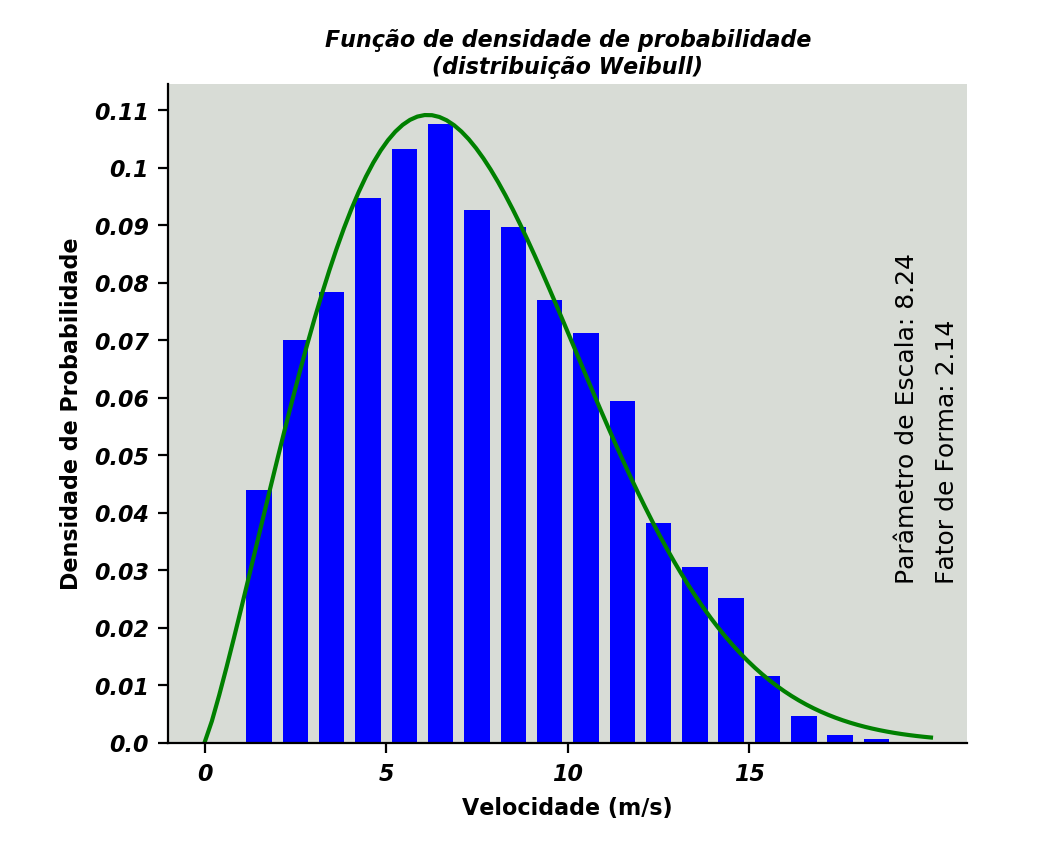 Função de densidade de probabilidade
(distribuição Weibull)
Densidade de Probabilidade
0.11
0.1
0.09
0.08
0.07
0.06
0.05
0.04
0.03
0.02
0.01
0.0
Parâmetro de Escala: 8.24
Fator de Forma: 2.14
0 5 10 15
Velocidade (m/s)